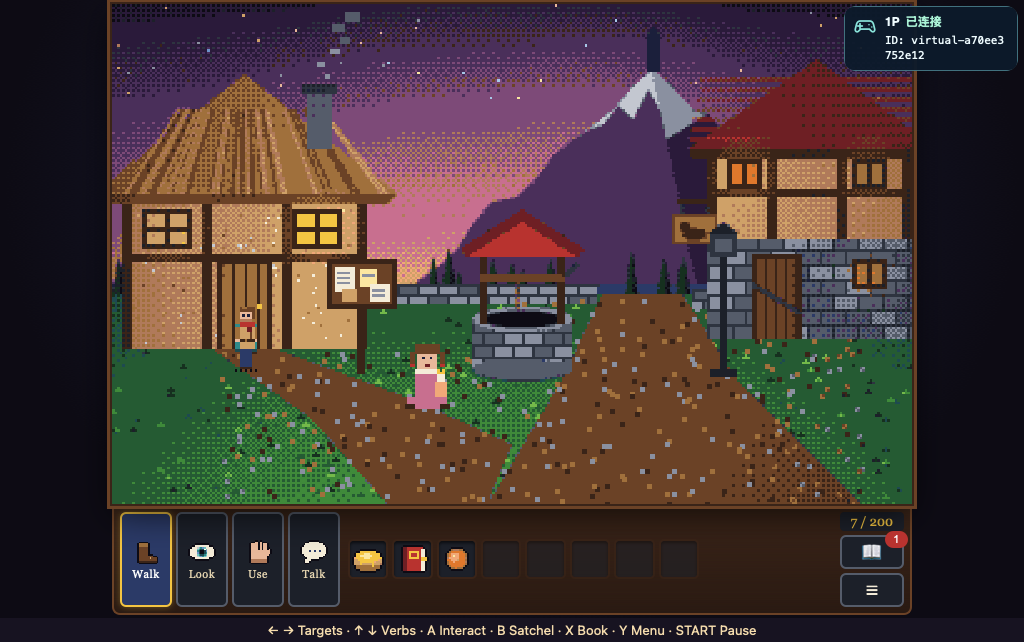 1P 已连接
ID: virtual-a70ee3
752e12
Walk
Look
Use
Talk
7 / 200
1
← → Targets · ↑ ↓ Verbs · A Interact · B Satchel · X Book · Y Menu · START Pause